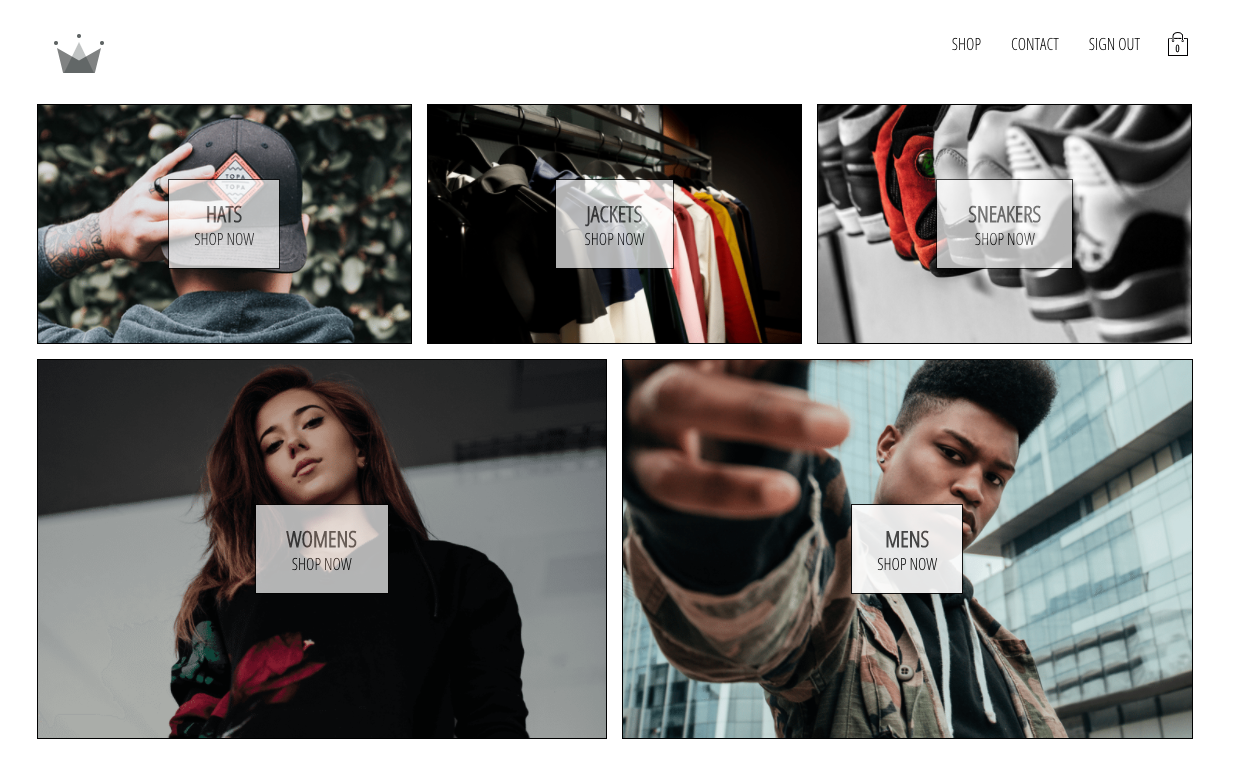 SHOP
CONTACT
SIGN OUT
0
TOPA
TOPA
HATS
SHOP NOW
JACKETS
SHOP NOW
SNEAKERS
SHOP NOW
WOMENS
SHOP NOW
MENS
SHOP NOW